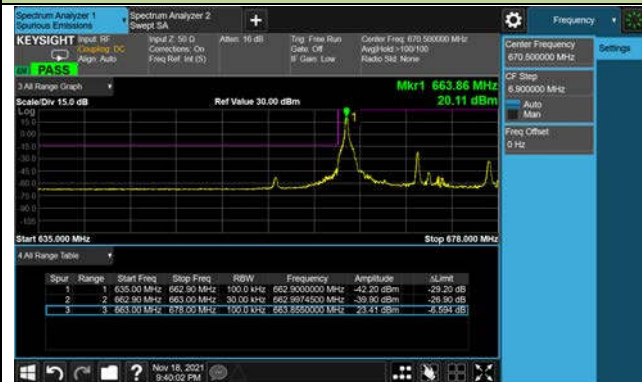 Spectrum Analyzer 1
Spurious Emissions
Spectrum Analyzer 2
Swept SA
+
Frequency
KEYSIGHT
Input: RF
Coupling: DC
Align: Auto
Input Z: 50 Ω
Corrections: On
Freq Ref: Int (S)
Atten: 16 dB
Trig: Free Run
Gate: Off
IF Gain: Low
Center Freq: 670.500000 MHz
Avg|Hold:>100/100
Radio Std: None
PASS
Center Frequency
670.500000 MHz
Settings
CF Step
6.900000 MHz
Auto
Man
Freq Offset
0 Hz
3 All Range Graph
Mkr1 663.86 MHz
Scale/Div 15.0 dB
Ref Value 30.00 dBm
20.11 dBm
Log
15.0
0.00
-15.0
-30.0
-45.0
-60.0
-75.0
-90.0
-105
1
Start 635.000 MHz
Stop 678.000 MHz
4 All Range Table
Spur Range Start Freq Stop Freq RBW Frequency Amplitude ΔLimit
1 1 635.00 MHz 662.90 MHz 100.0 kHz 662.9000000 MHz -42.20 dBm -29.20 dB
2 2 662.90 MHz 663.00 MHz 30.00 kHz 662.9974500 MHz -39.90 dBm -26.90 dB
3 3 663.00 MHz 678.00 MHz 100.0 kHz 663.8550000 MHz 23.41 dBm -6.594 dB
?
Nov 18, 2021
9:40:02 PM